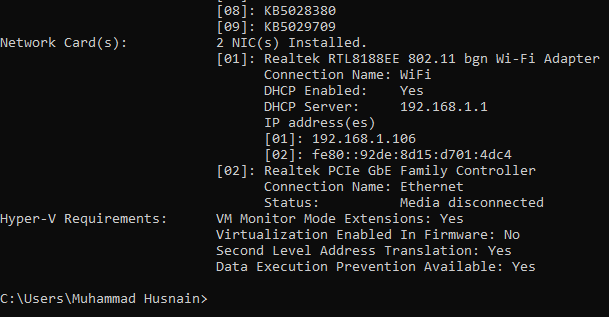 [08]: KB5028380
[09]: KB5029709
Network Card(s): 2 NIC(s) Installed.
[01]: Realtek RTL8188EE 802.11 bgn Wi-Fi Adapter
Connection Name: WiFi
DHCP Enabled: Yes
DHCP Server: 192.168.1.1
IP address(es)
[01]: 192.168.1.106
[02]: fe80::92de:8d15:d701:4dc4
[02]: Realtek PCIe GbE Family Controller
Connection Name: Ethernet
Status: Media disconnected
Hyper-V Requirements: VM Monitor Mode Extensions: Yes
Virtualization Enabled In Firmware: No
Second Level Address Translation: Yes
Data Execution Prevention Available: Yes
C:\Users\Muhammad Husnain>